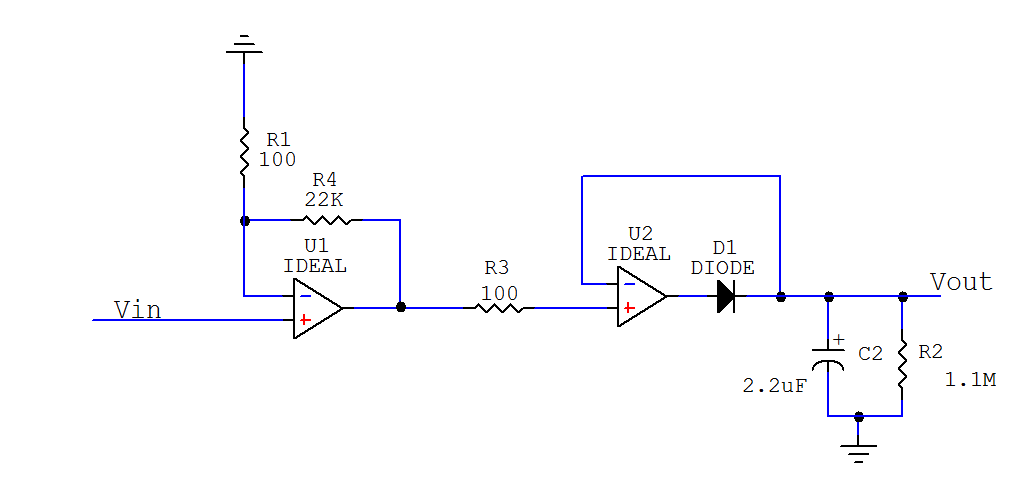 R1
100
R4
22K
U1
IDEAL
Vin
- 
+
R3
100
U2
IDEAL
-
+
D1
DIODE
Vout
+
C2
2.2uF
R2
1.1M